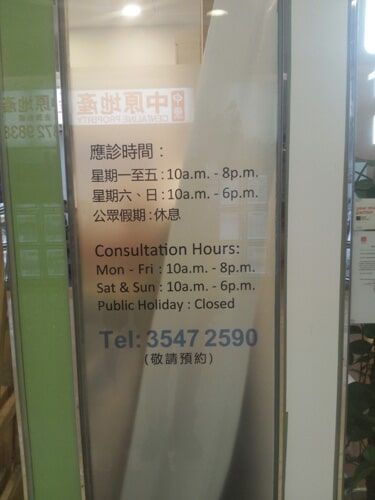 中原地產
CENTALINE PROPERTY
應診時間：
星期一至五 : 10a.m. - 8p.m.
星期六、日 : 10a.m. - 6p.m.
公眾假期 : 休息
Consultation Hours:
Mon - Fri : 10a.m. - 8p.m.
Sat & Sun : 10a.m. - 6p.m.
Public Holiday : Closed
Tel: 3547 2590
(敬請預約)